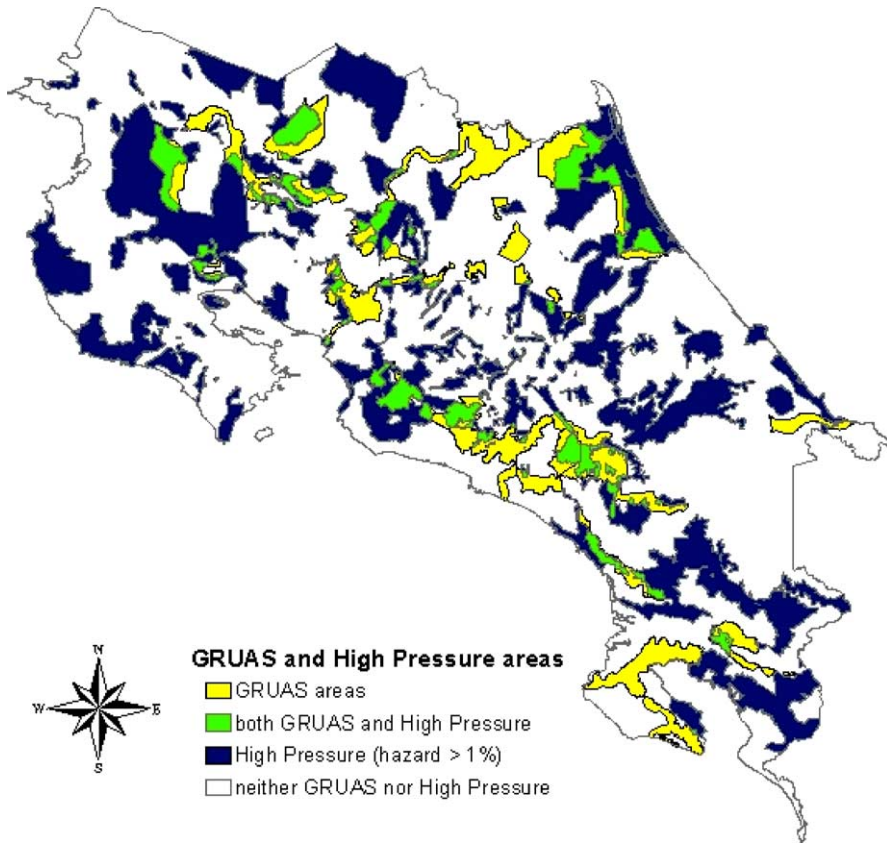 N
W E
S
GRUAS and High Pressure areas
GRUAS areas
both GRUAS and High Pressure
High Pressure (hazard > 1%)
neither GRUAS nor High Pressure